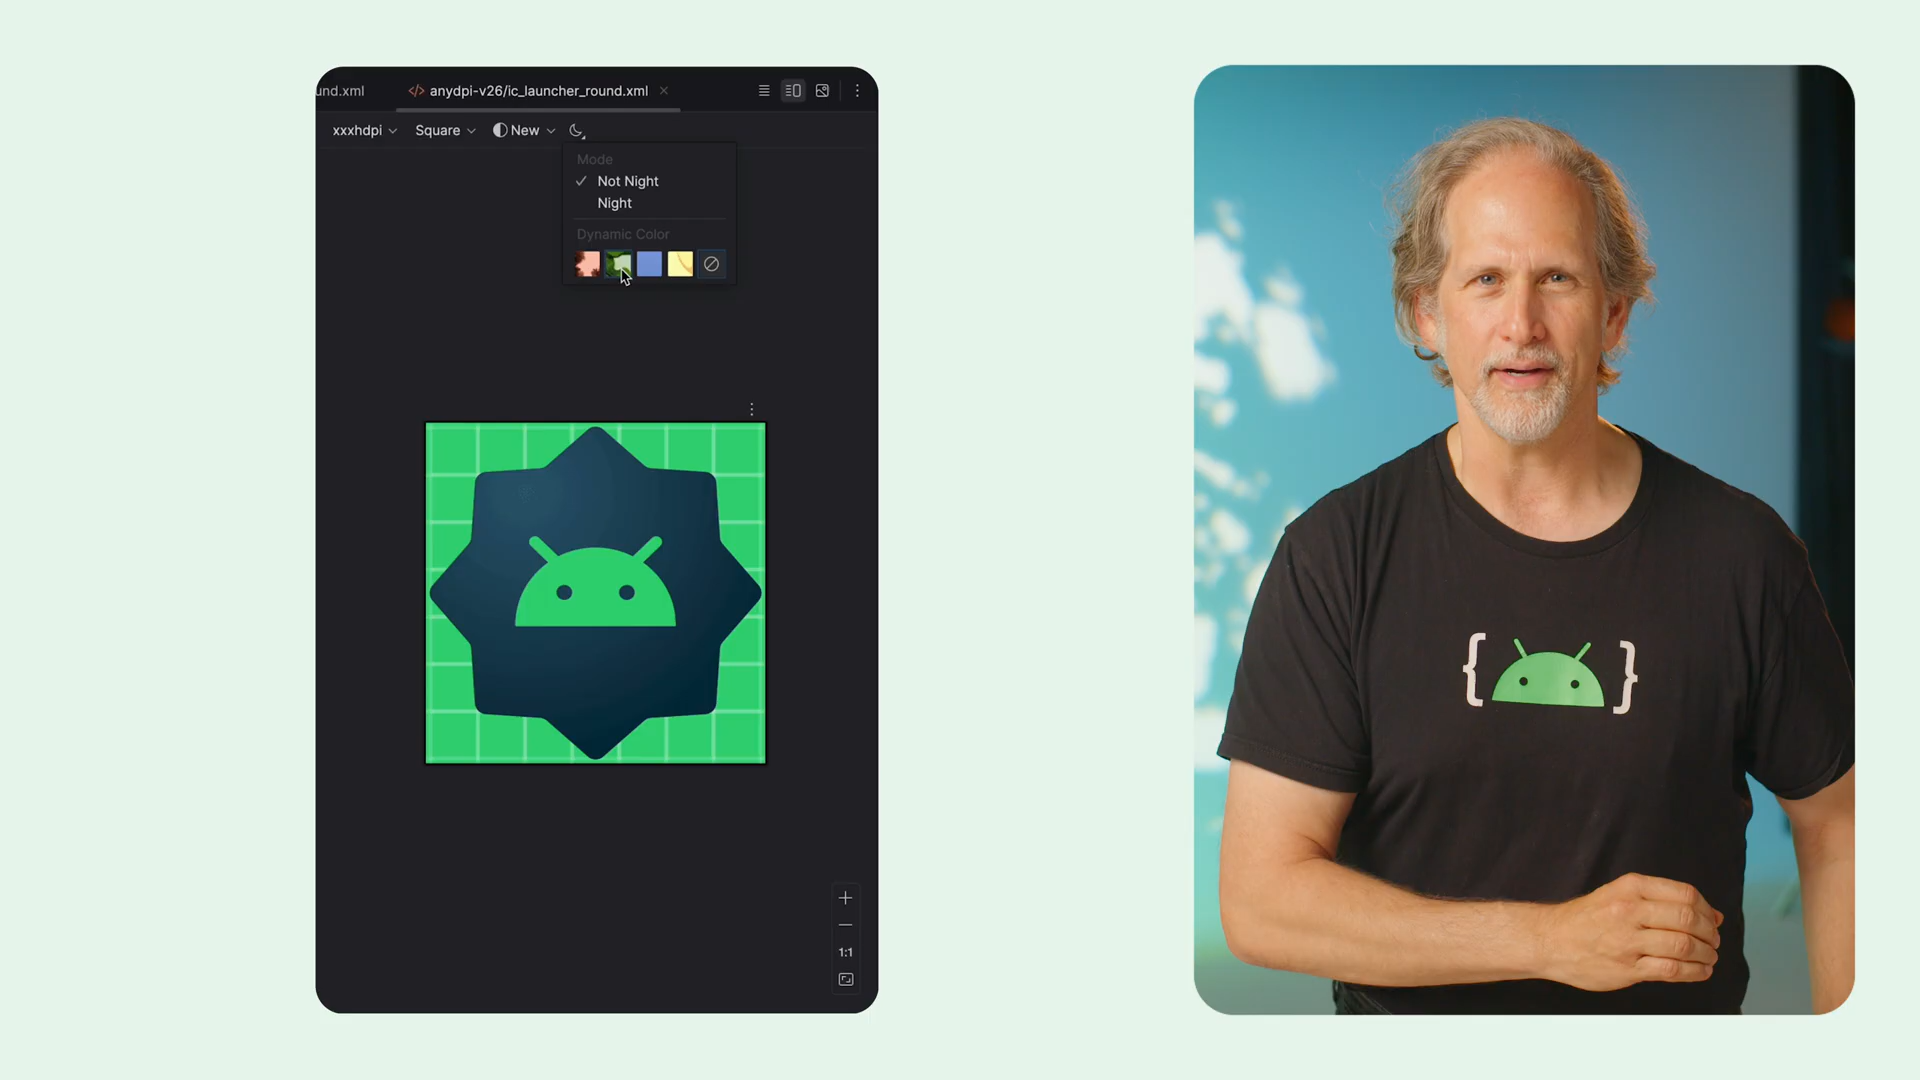 und.xml
anydpi-v26/ic_launcher_round.xml
xxxhdpi
Square
New
Mode
Not Night
Night
Dynamic Color
1:1
{ }